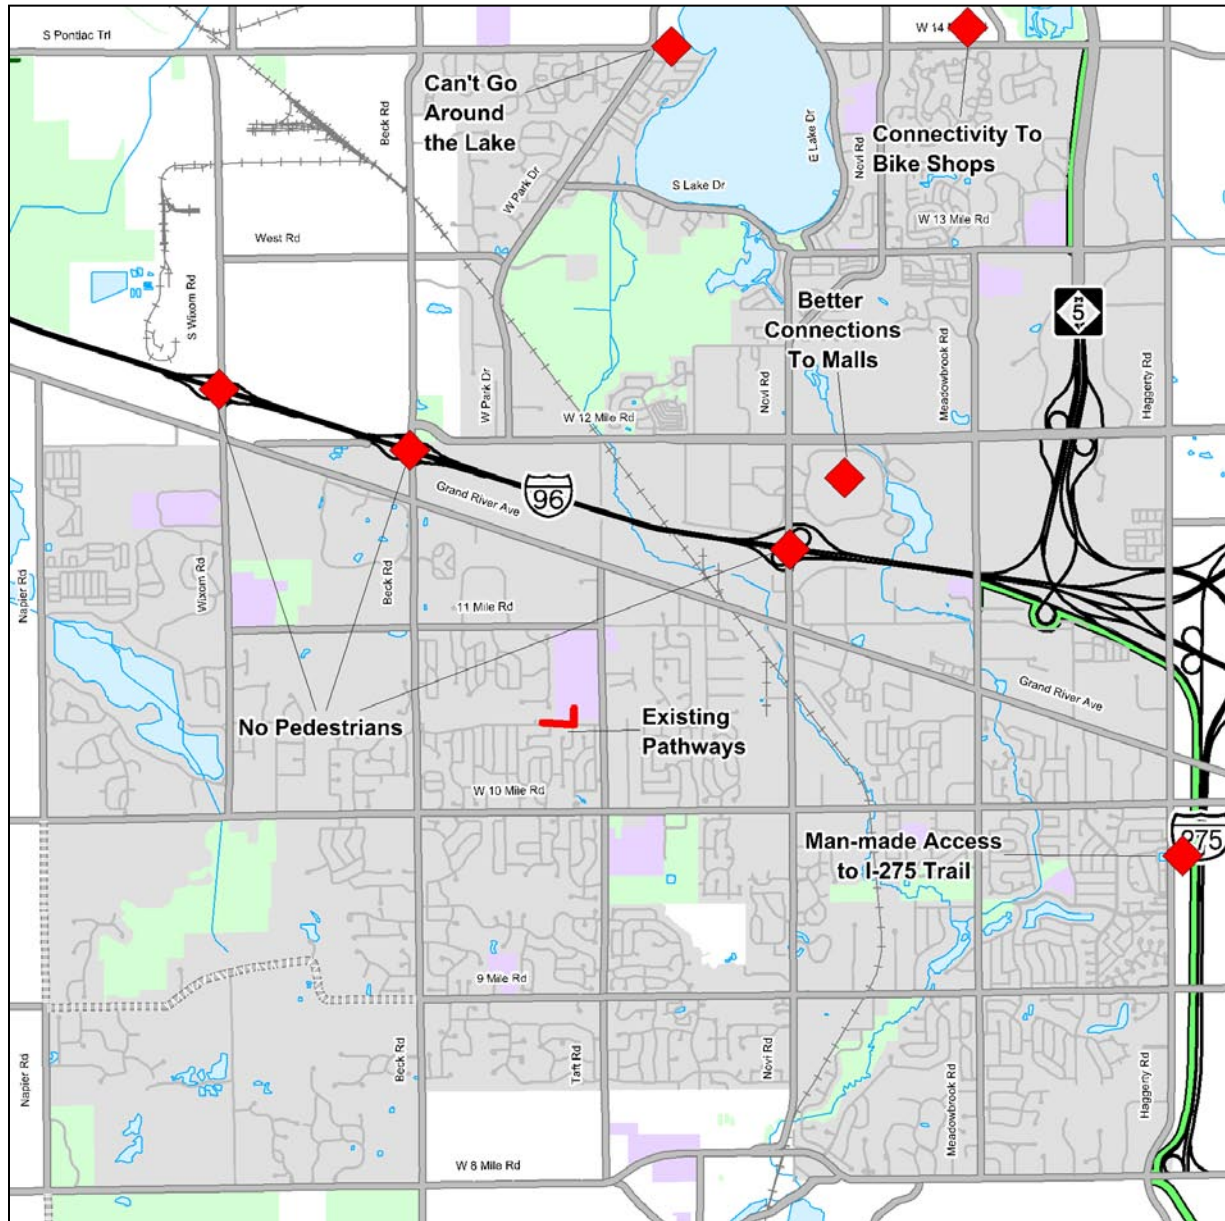 S Pontiac Trl
W 14
Can't Go
Around
the Lake
Beck Rd
E Lake Dr
Novi Rd
Connectivity To
Bike Shops
W Park Dr
S Lake Dr
W 13 Mile Rd
West Rd
S Wixom Rd
Better
Connections
To Malls
M
5
Meadowbrook Rd
Haggerty Rd
W Park Dr
Novi Rd
W 12 Mile Rd
96
Grand River Ave
Napier Rd
Wixom Rd
Beck Rd
11 Mile Rd
Grand River Ave
No Pedestrians
Existing
Pathways
W 10 Mile Rd
Man-made Access
to I-275 Trail
275
9 Mile Rd
Napier Rd
Beck Rd
Taft Rd
Novi Rd
Meadowbrook Rd
Haggerty Rd
W 8 Mile Rd